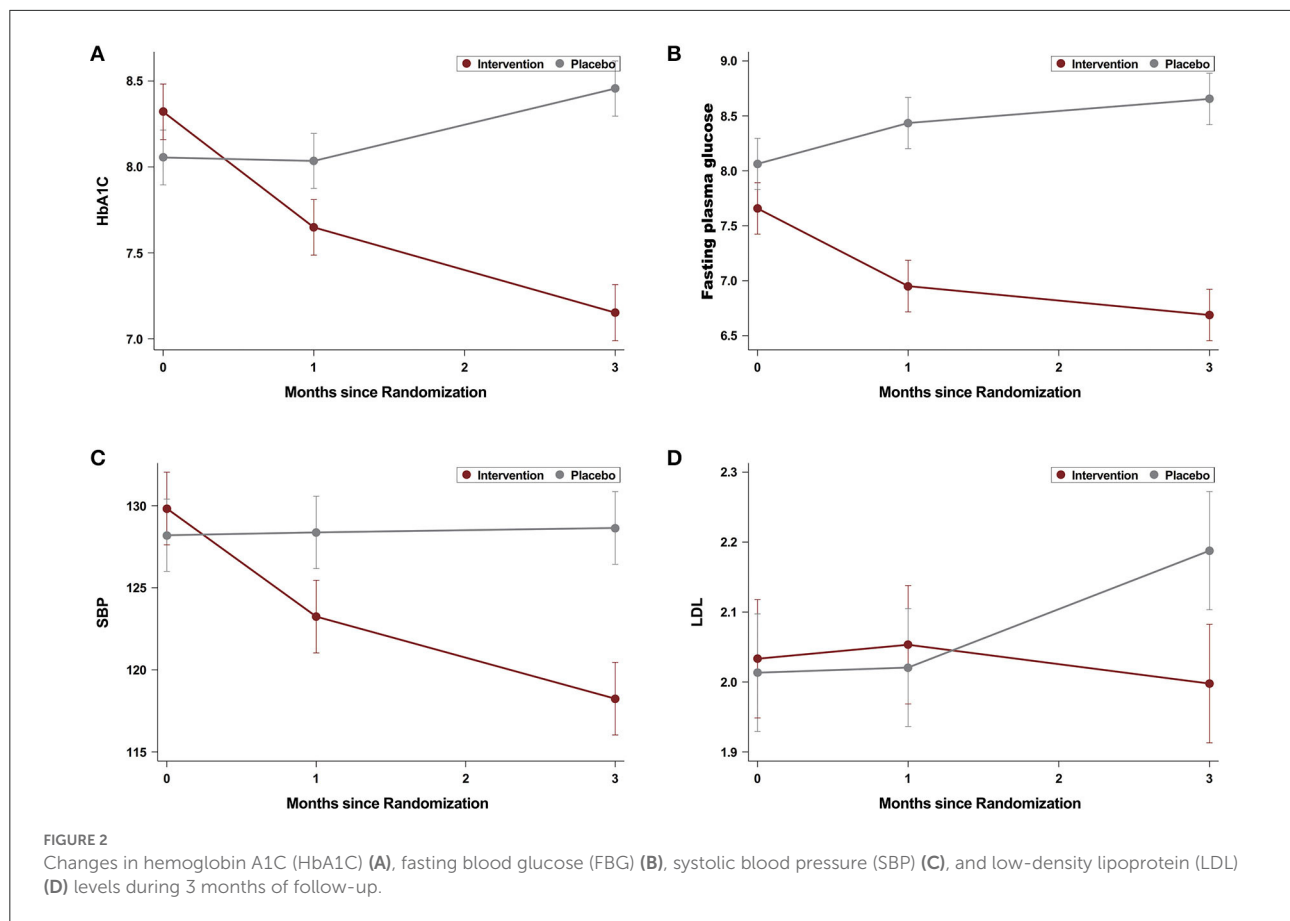 A
Intervention Placebo
8.5
8.0
7.5
7.0
HbA1C
0 1 2 3
Months since Randomization
B
Intervention Placebo
9.0
8.5
8.0
7.5
7.0
6.5
Fasting plasma glucose
0 1 2 3
Months since Randomization
C
Intervention Placebo
130
125
120
115
SBP
0 1 2 3
Months since Randomization
D
Intervention Placebo
2.3
2.2
2.1
2.0
1.9
LDL
0 1 2 3
Months since Randomization
FIGURE 2
Changes in hemoglobin A1C (HbA1C) (A), fasting blood glucose (FBG) (B), systolic blood pressure (SBP) (C), and low-density lipoprotein (LDL)
(D) levels during 3 months of follow-up.